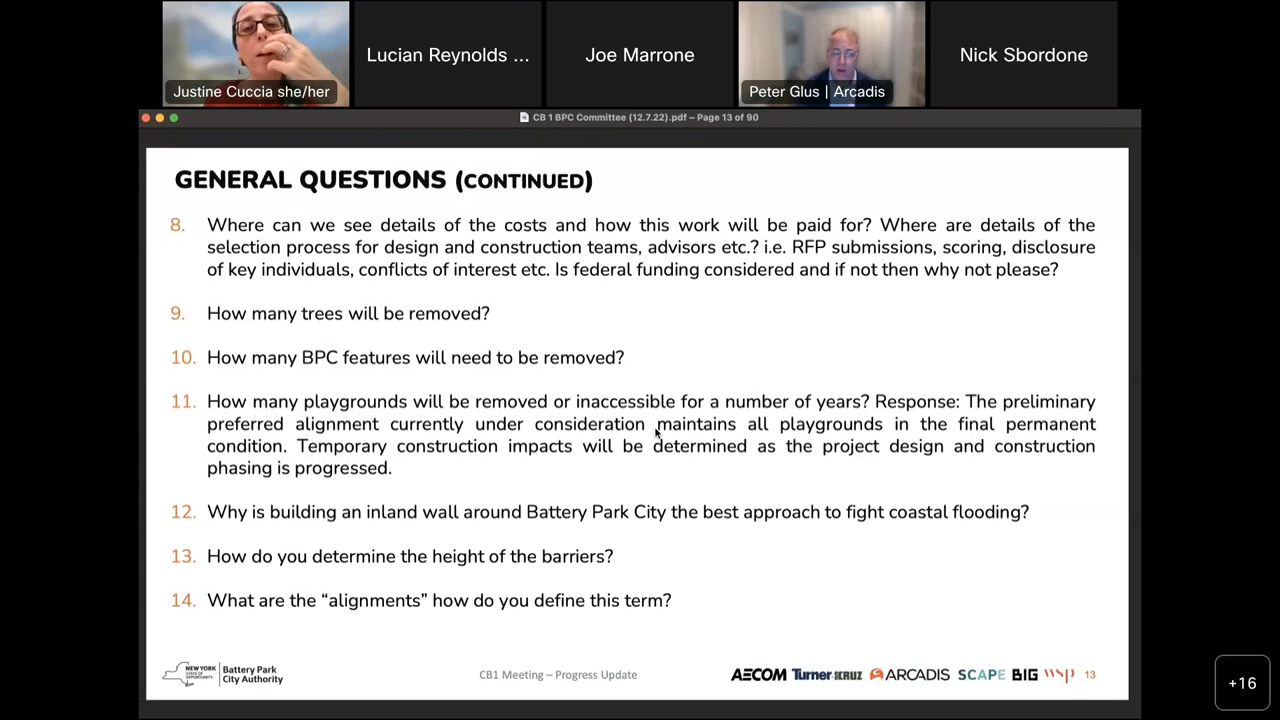 Lucian Reynolds ...
Joe Marrone
Nick Sbordone
Justine Cuccia she/her
Peter Glus | Arcadis
CB 1 BPC Committee (12.7.22).pdf – Page 13 of 90
GENERAL QUESTIONS (CONTINUED)
8. Where can we see details of the costs and how this work will be paid for? Where are details of the
selection process for design and construction teams, advisors etc.? i.e. RFP submissions, scoring, disclosure
of key individuals, conflicts of interest etc. Is federal funding considered and if not then why not please?
9. How many trees will be removed?
10. How many BPC features will need to be removed?
11. How many playgrounds will be removed or inaccessible for a number of years? Response: The preliminary
preferred alignment currently under consideration maintains all playgrounds in the final permanent
condition. Temporary construction impacts will be determined as the project design and construction
phasing is progressed.
12. Why is building an inland wall around Battery Park City the best approach to fight coastal flooding?
13. How do you determine the height of the barriers?
14. What are the “alignments” how do you define this term?
NEW YORK
Battery Park
City Authority
CB1 Meeting – Progress Update
AECOM Turner ARCADIS SCAPE BIG wsp 13
+16